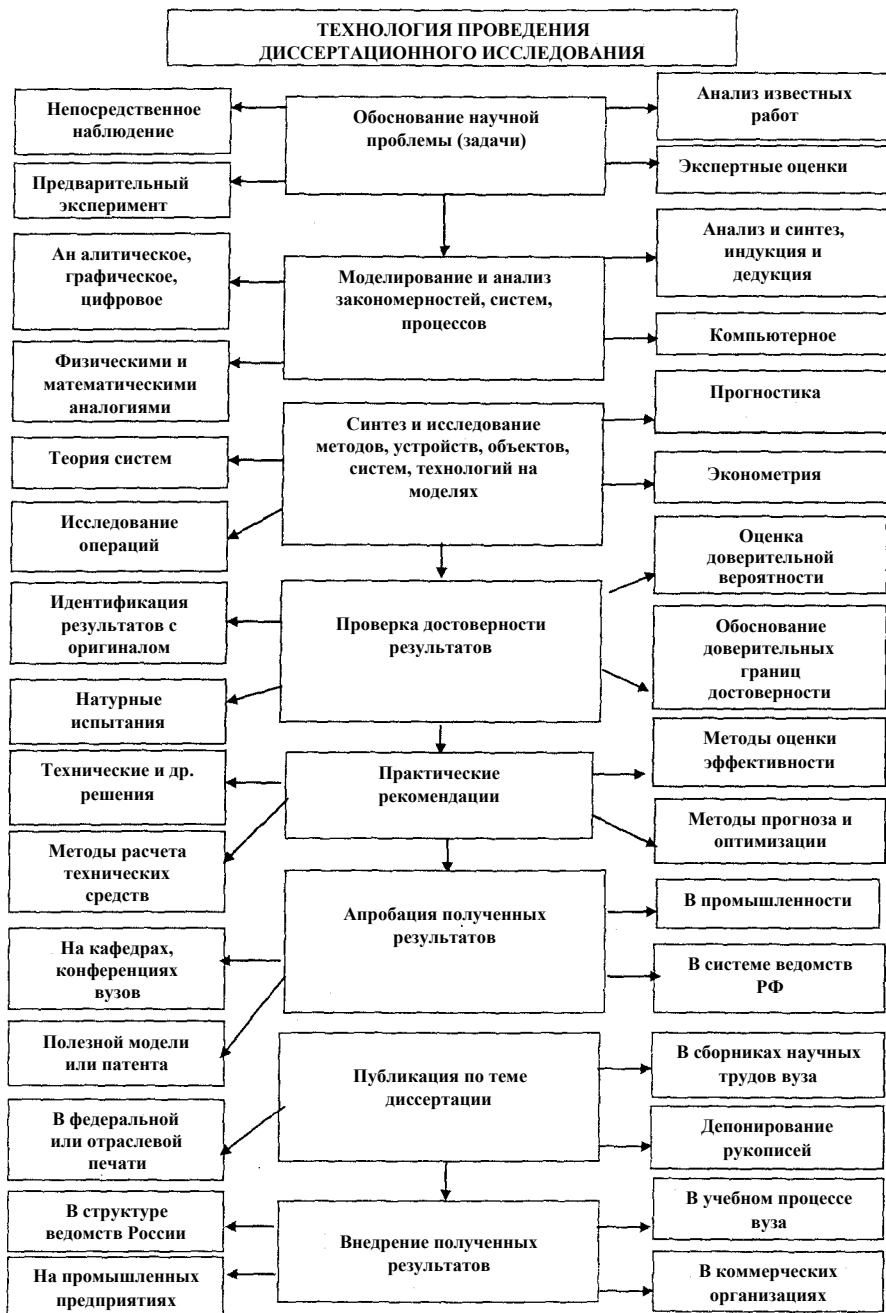 ТЕХНОЛОГИЯ ПРОВЕДЕНИЯ
ДИССЕРТАЦИОННОГО ИССЛЕДОВАНИЯ
Непосредственное
наблюдение
Обоснование научной
проблемы (задачи)
Анализ известных
работ
Предварительный
эксперимент
Экспертные оценки
Ан алитическое,
графическое,
цифровое
Моделирование и анализ
закономерностей, систем,
процессов
Анализ и синтез,
индукция и
дедукция
Физическими и
математическими
аналогиями
Компьютерное
Теория систем
Синтез и исследование
методов, устройств, объектов,
систем, технологий на
моделях
Прогностика
Исследование
операций
Эконометрия
Идентификация
результатов с
оригиналом
Проверка достоверности
результатов
Оценка
доверительной
вероятности
Натурные
испытания
Обоснование
доверительных
границ
достоверности
Технические и др.
решения
Практические
рекомендации
Методы оценки
эффективности
Методы расчета
технических
средств
Методы прогноза и
оптимизации
На кафедрах,
конференциях
вузов
Апробация полученных
результатов
В промышленности
Полезной модели
или патента
В системе ведомств
РФ
В федеральной
или отраслевой
печати
Публикация по теме
диссертации
В сборниках научных
трудов вуза
Депонирование
рукописей
В структуре
ведомств России
Внедрение полученных
результатов
В учебном процессе
вуза
На промышленных
предприятиях
В коммерческих
организациях